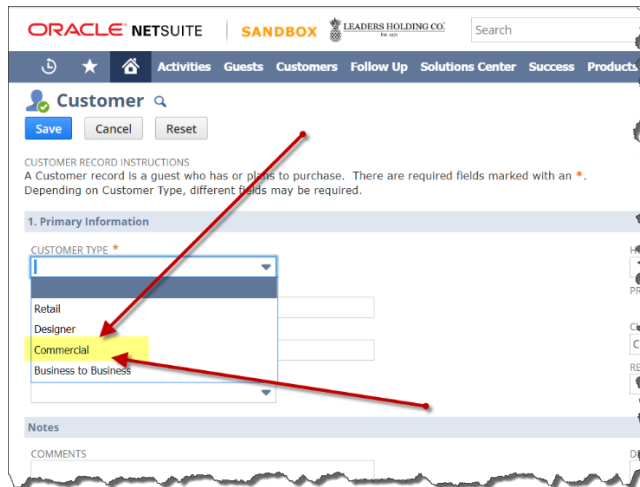 ORACLE NETSUITE
SANDBOX
LEADERS HOLDING CO.
Search
Activities Guests Customers Follow Up Solutions Center Success Products
Customer
Save Cancel Reset
CUSTOMER RECORD INSTRUCTIONS
A Customer record is a guest who has or plans to purchase. There are required fields marked with an *.
Depending on Customer Type, different fields may be required.
1. Primary Information
CUSTOMER TYPE *
Retail
Designer
Commercial
Business to Business
Notes
COMMENTS